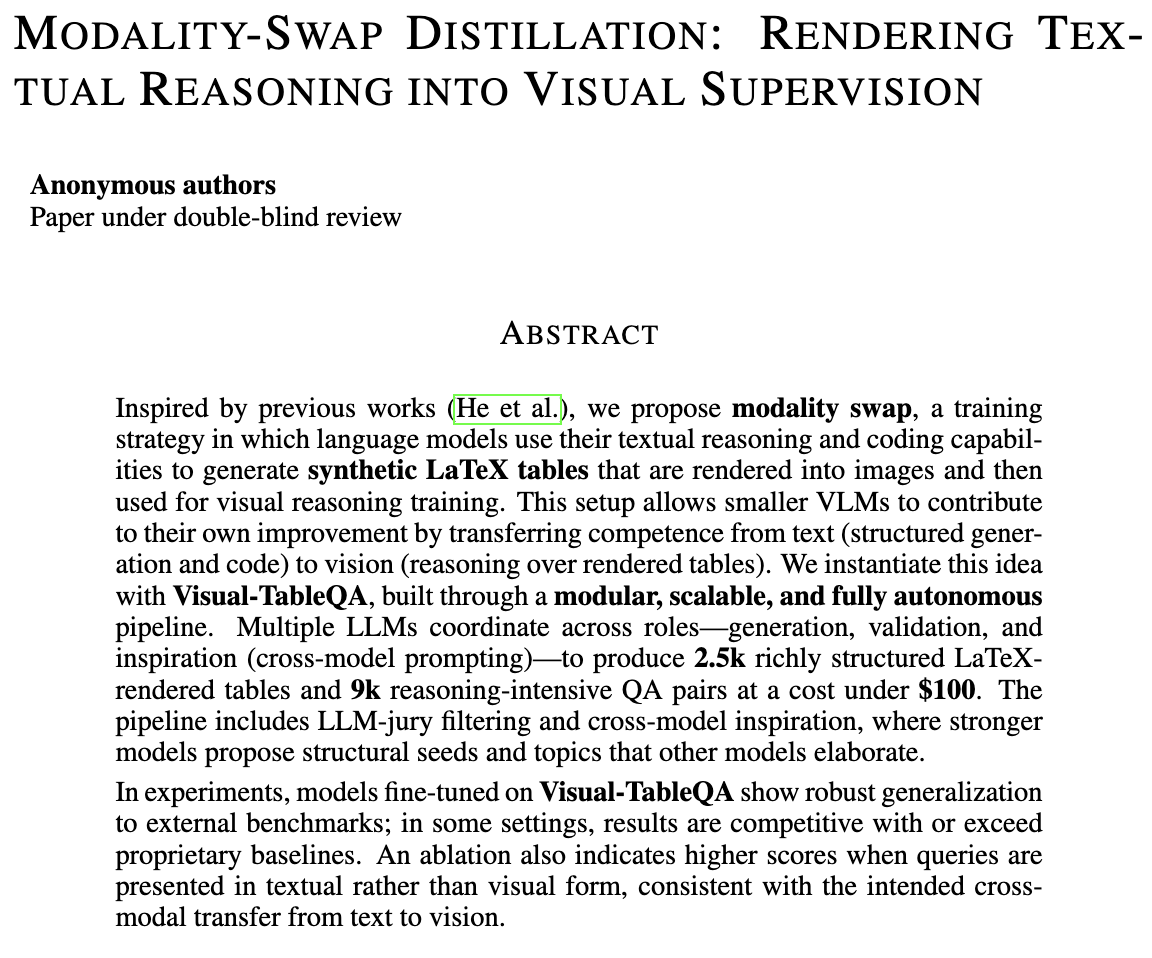 MODALITY-SWAP DISTILLATION: RENDERING TEX-
TUAL REASONING INTO VISUAL SUPERVISION
Anonymous authors
Paper under double-blind review
ABSTRACT
Inspired by previous works (He et al.), we propose modality swap, a training
strategy in which language models use their textual reasoning and coding capabil-
ities to generate synthetic LaTeX tables that are rendered into images and then
used for visual reasoning training. This setup allows smaller VLMs to contribute
to their own improvement by transferring competence from text (structured gener-
ation and code) to vision (reasoning over rendered tables). We instantiate this idea
with Visual-TableQA, built through a modular, scalable, and fully autonomous
pipeline. Multiple LLMs coordinate across roles—generation, validation, and
inspiration (cross-model prompting)—to produce 2.5k richly structured LaTeX-
rendered tables and 9k reasoning-intensive QA pairs at a cost under $100. The
pipeline includes LLM-jury filtering and cross-model inspiration, where stronger
models propose structural seeds and topics that other models elaborate.
In experiments, models fine-tuned on Visual-TableQA show robust generalization
to external benchmarks; in some settings, results are competitive with or exceed
proprietary baselines. An ablation also indicates higher scores when queries are
presented in textual rather than visual form, consistent with the intended cross-
modal transfer from text to vision.